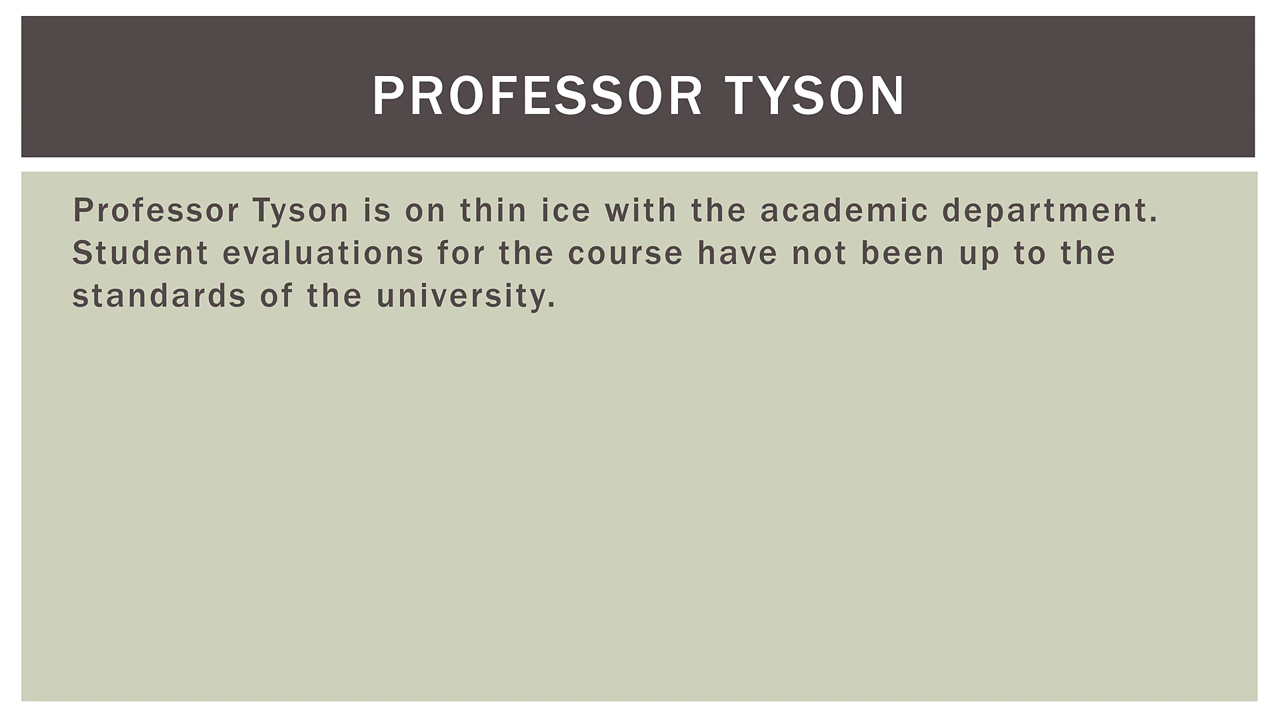 PROFESSOR TYSON
Professor Tyson is on thin ice with the academic department.
Student evaluations for the course have not been up to the
standards of the university.